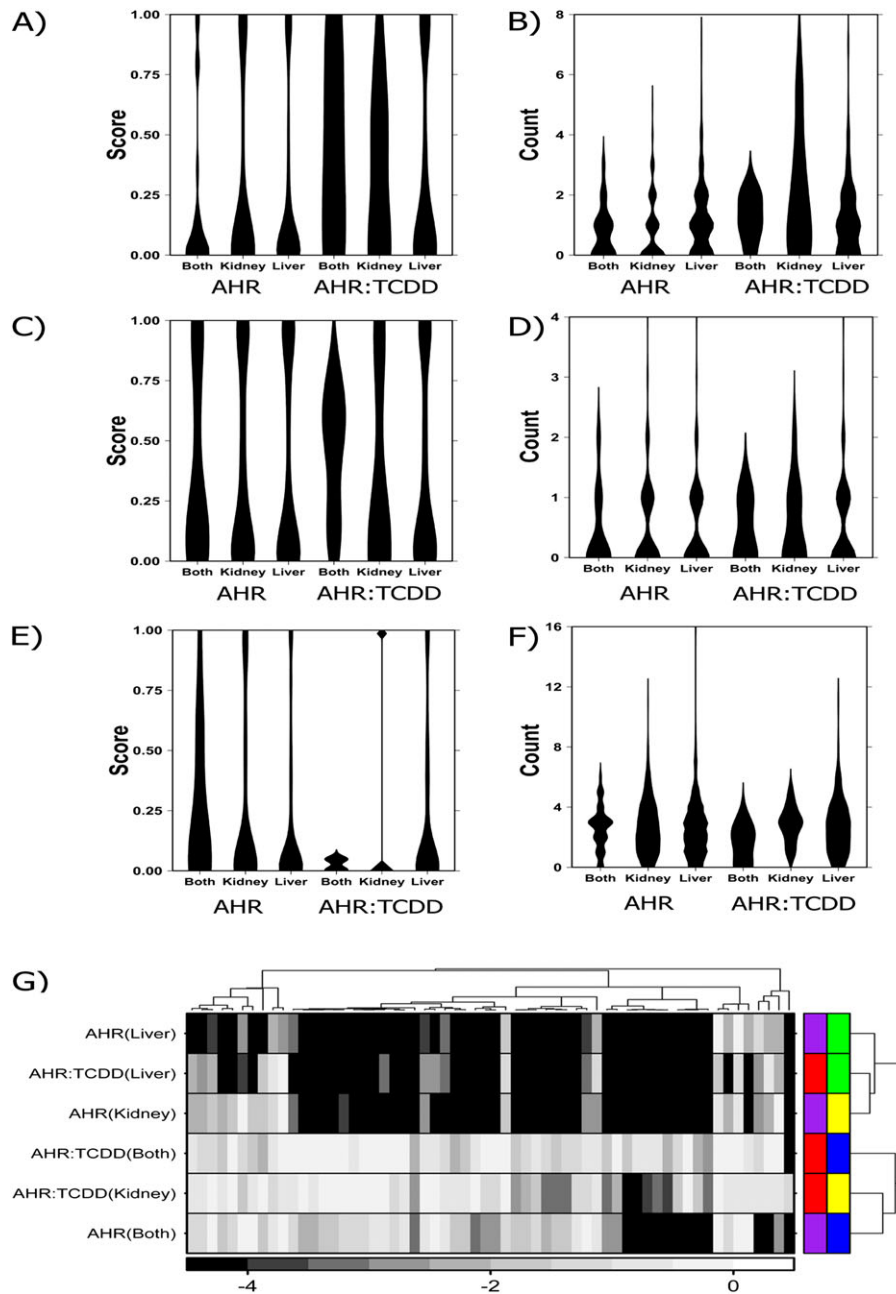 A)
1.00
0.75
Score
0.25
0.00
Both Kidney Liver Both Kidney Liver
AHR AHR:TCDD
B)
8
6
Count
4
2
0
Both Kidney Liver Both Kidney Liver
AHR AHR:TCDD
C)
1.00
0.75
Score
0.50
0.25
0.00
Both Kidney Liver Both Kidney Liver
AHR AHR:TCDD
D)
4
3
Count
2
1
0
Both Kidney Liver Both Kidney Liver
AHR AHR:TCDD
E)
1.00
0.75
Score
0.50
0.25
0.00
Both Kidney Liver Both Kidney Liver
AHR AHR:TCDD
F)
16
12
Count
8
4
0
Both Kidney Liver Both Kidney Liver
AHR AHR:TCDD
G)
AHR(Liver)
AHR:TCDD(Liver)
AHR(Kidney)
AHR:TCDD(Both)
AHR:TCDD(Kidney)
AHR(Both)
-4 -2 0